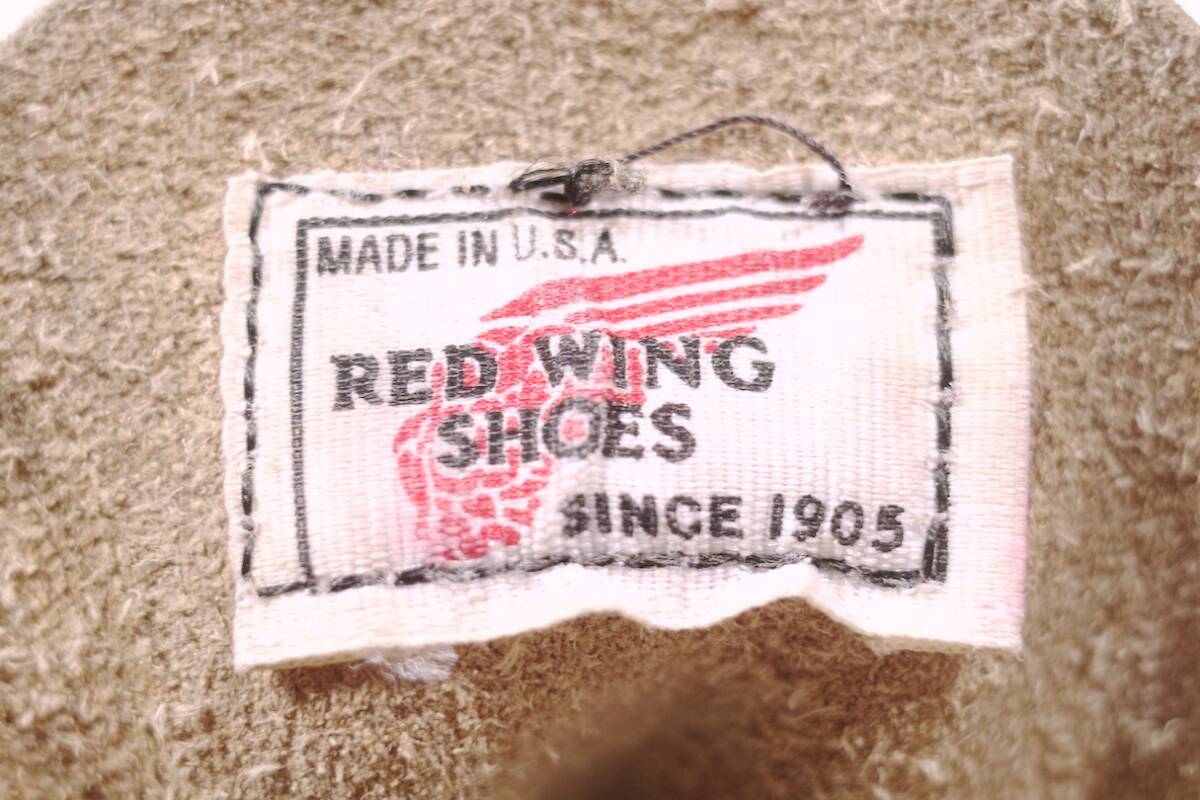 MADE IN U.S.A.
RED WING
SHOES
SINCE 1905